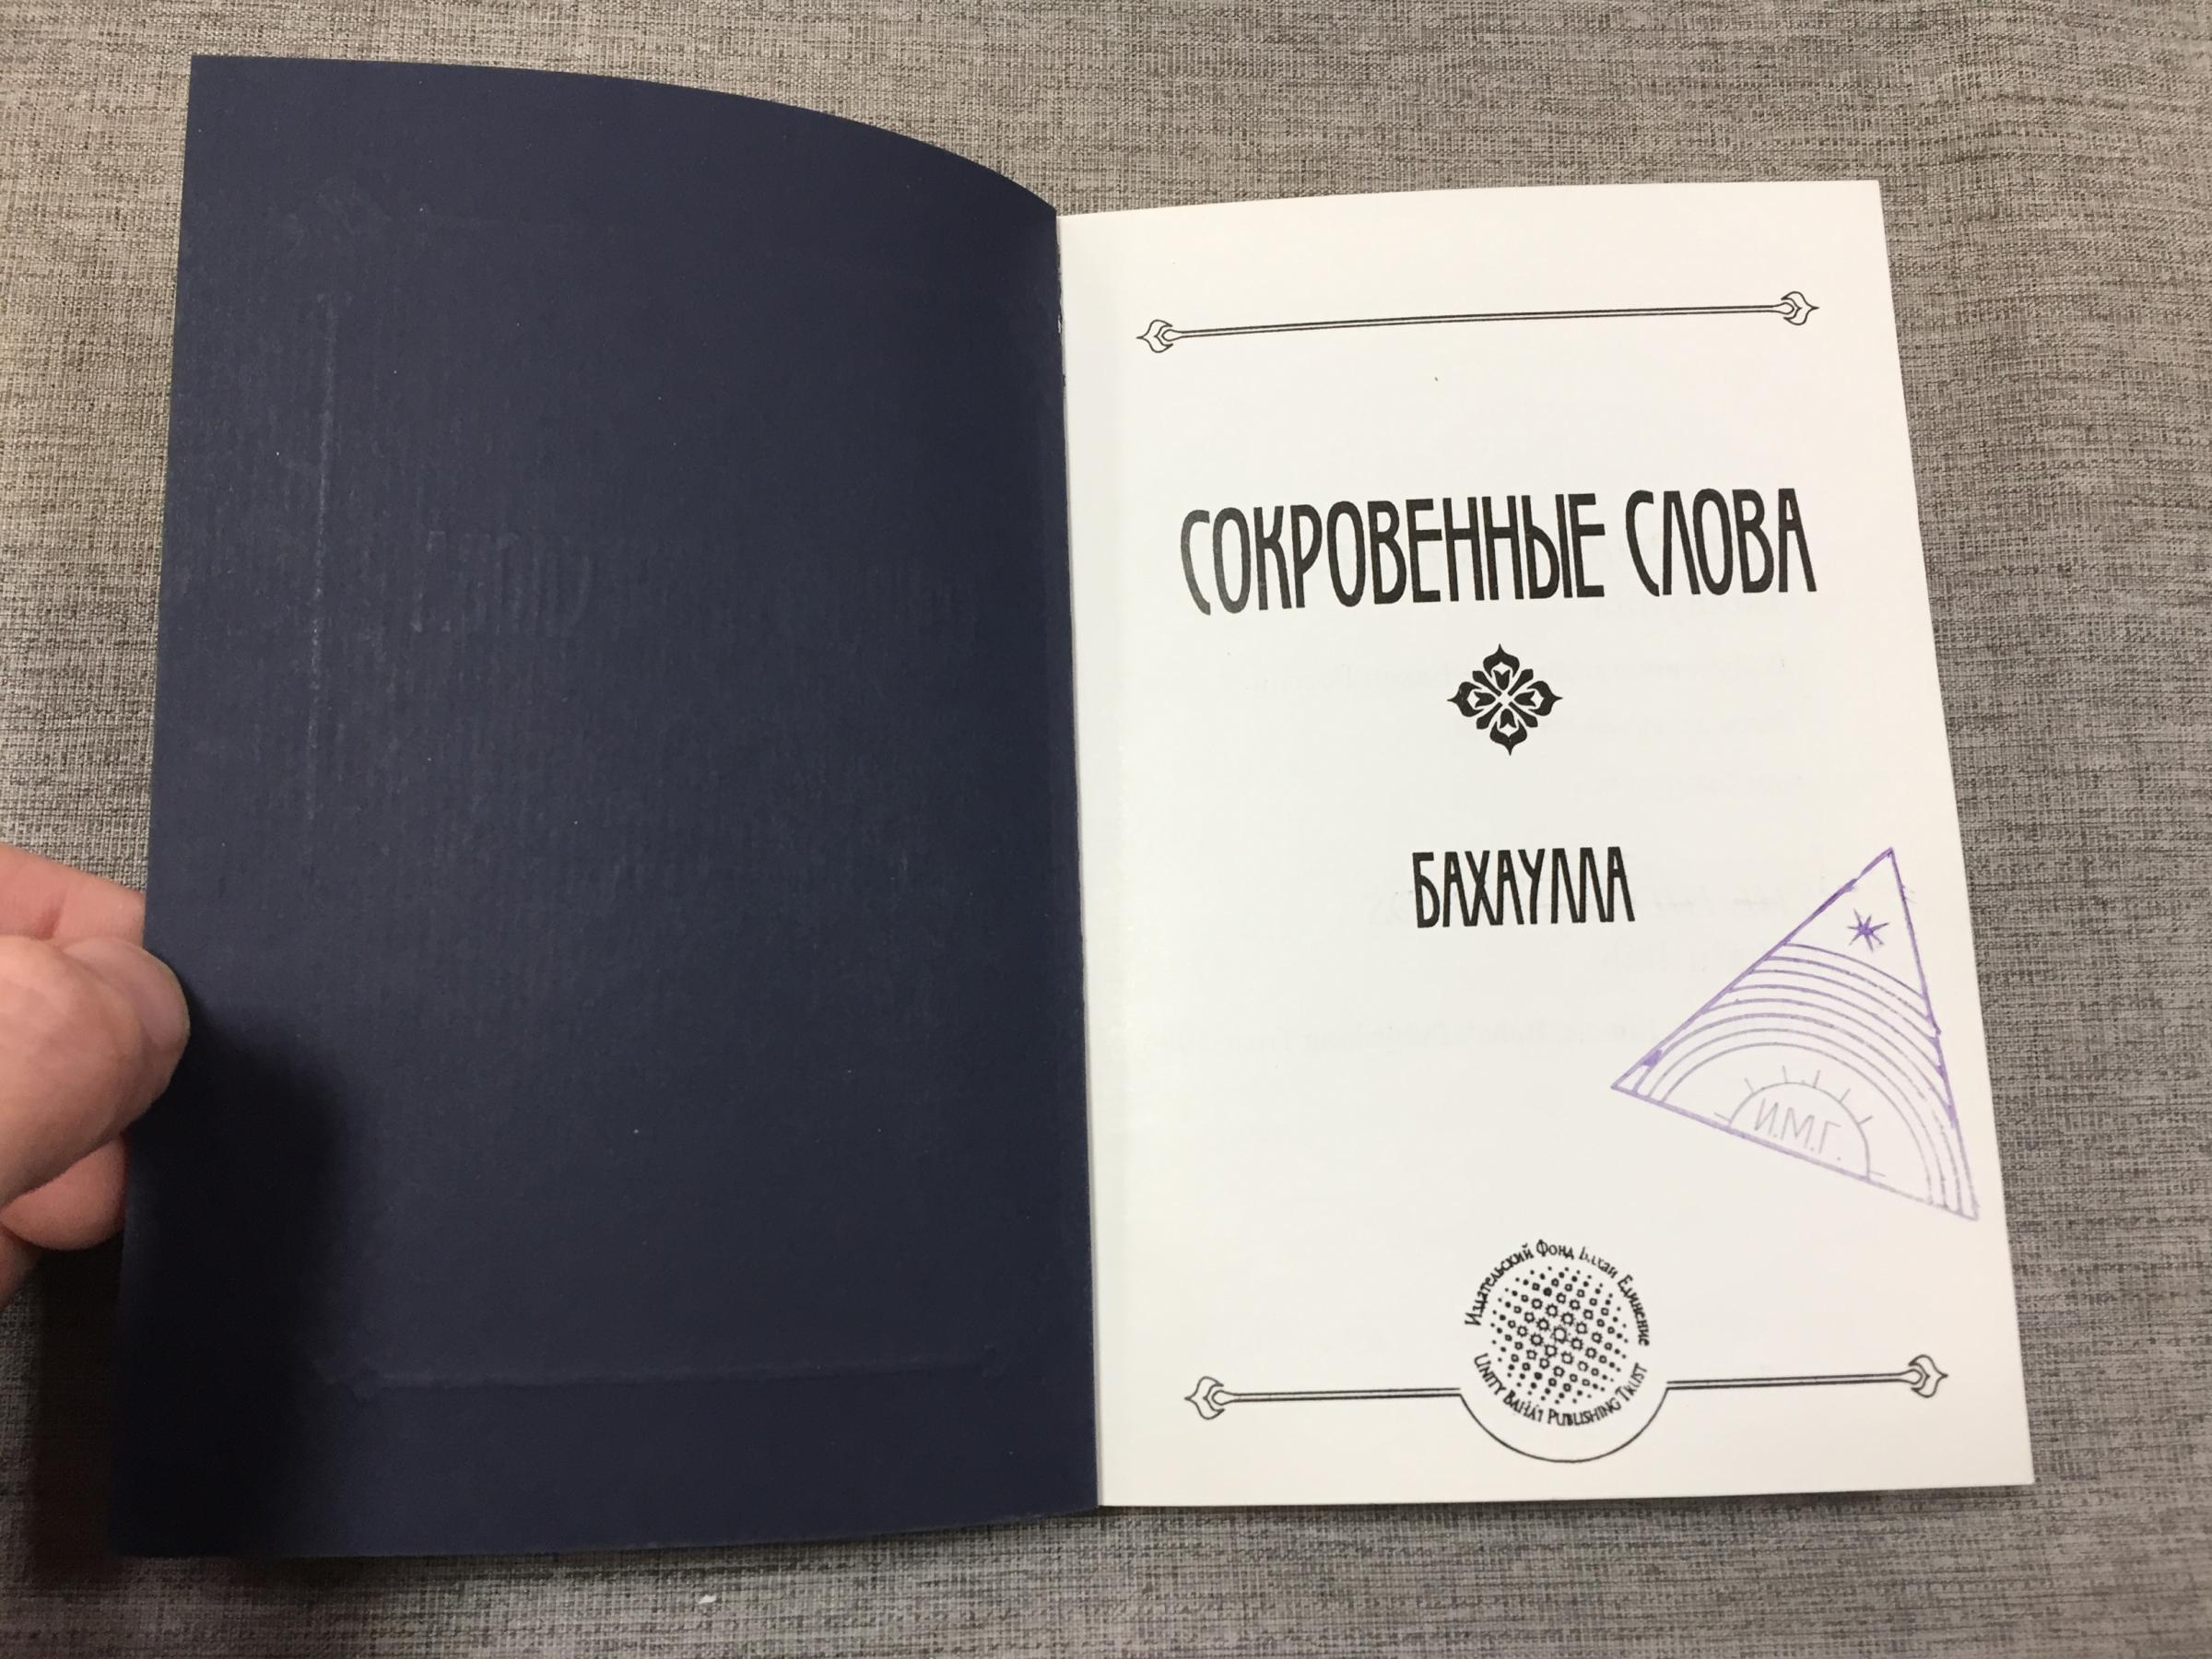 СОКРОВЕННЫЕ СЛОВА
БАХАУЛЛА
И.М.Г.
Издательский Фонд Бахаи Единение
Unity Bahá'í Publishing Trust